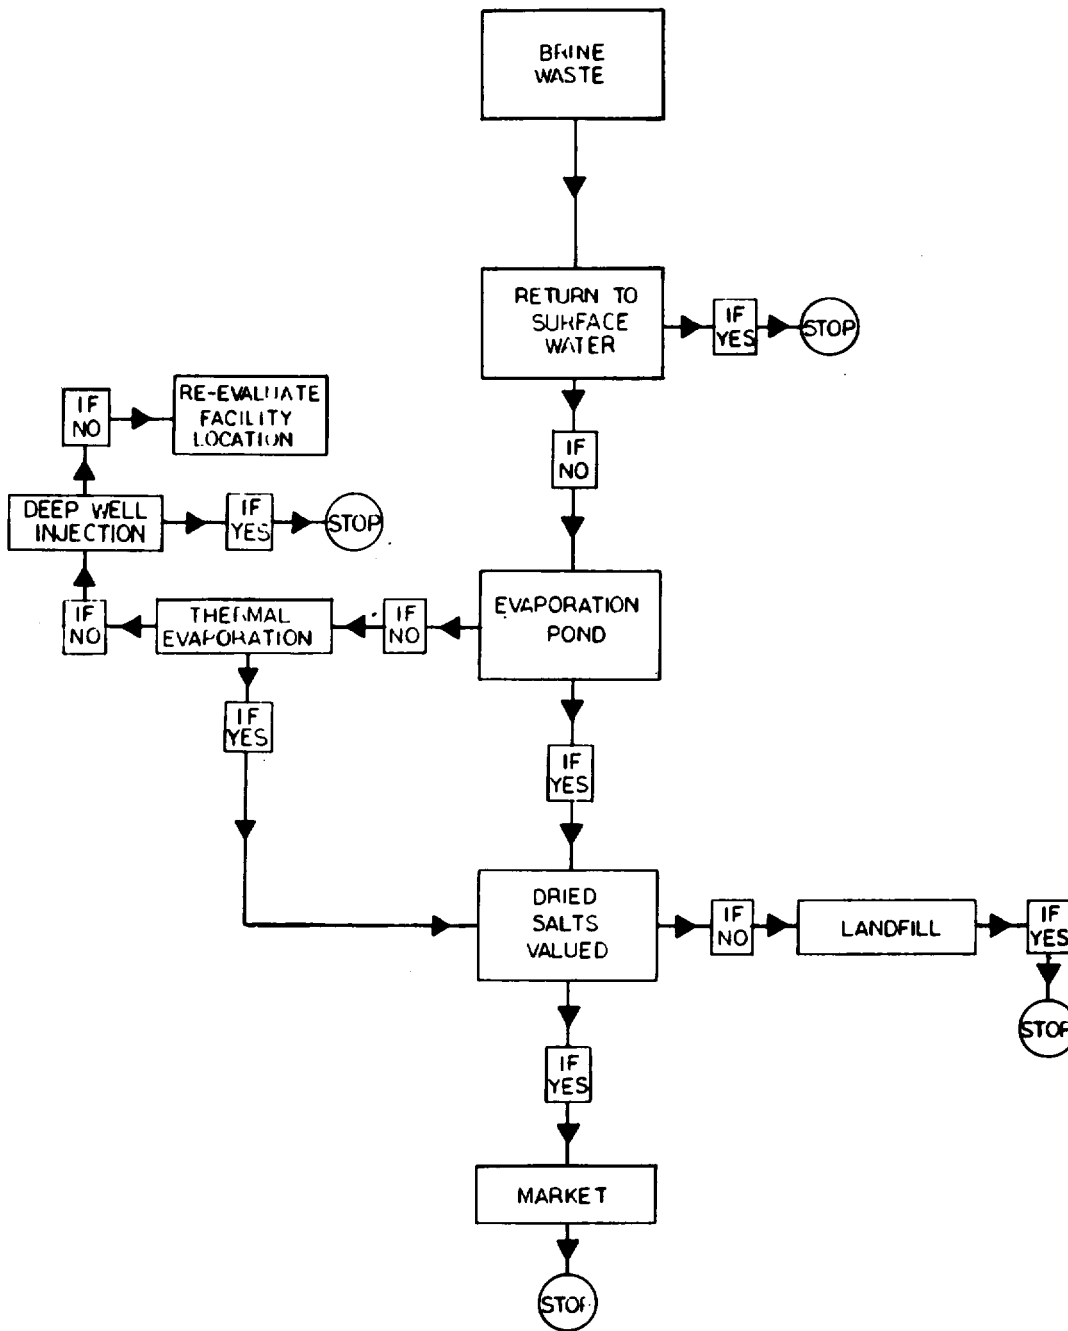 BRINE
WASTE
RETURN TO
SURFACE
WATER
IF
YES
STOP
IF
NO
RE-EVALUATE
FACILITY
LOCATION
IF
NO
DEEP WELL
INJECTION
IF
YES
STOP
EVAPORATION
POND
IF
NO
THERMAL
EVAPORATION
IF
NO
IF
YES
IF
YES
DRIED
SALTS
VALUED
IF
NO
LANDFILL
IF
YES
STOP
IF
YES
MARKET
STOP